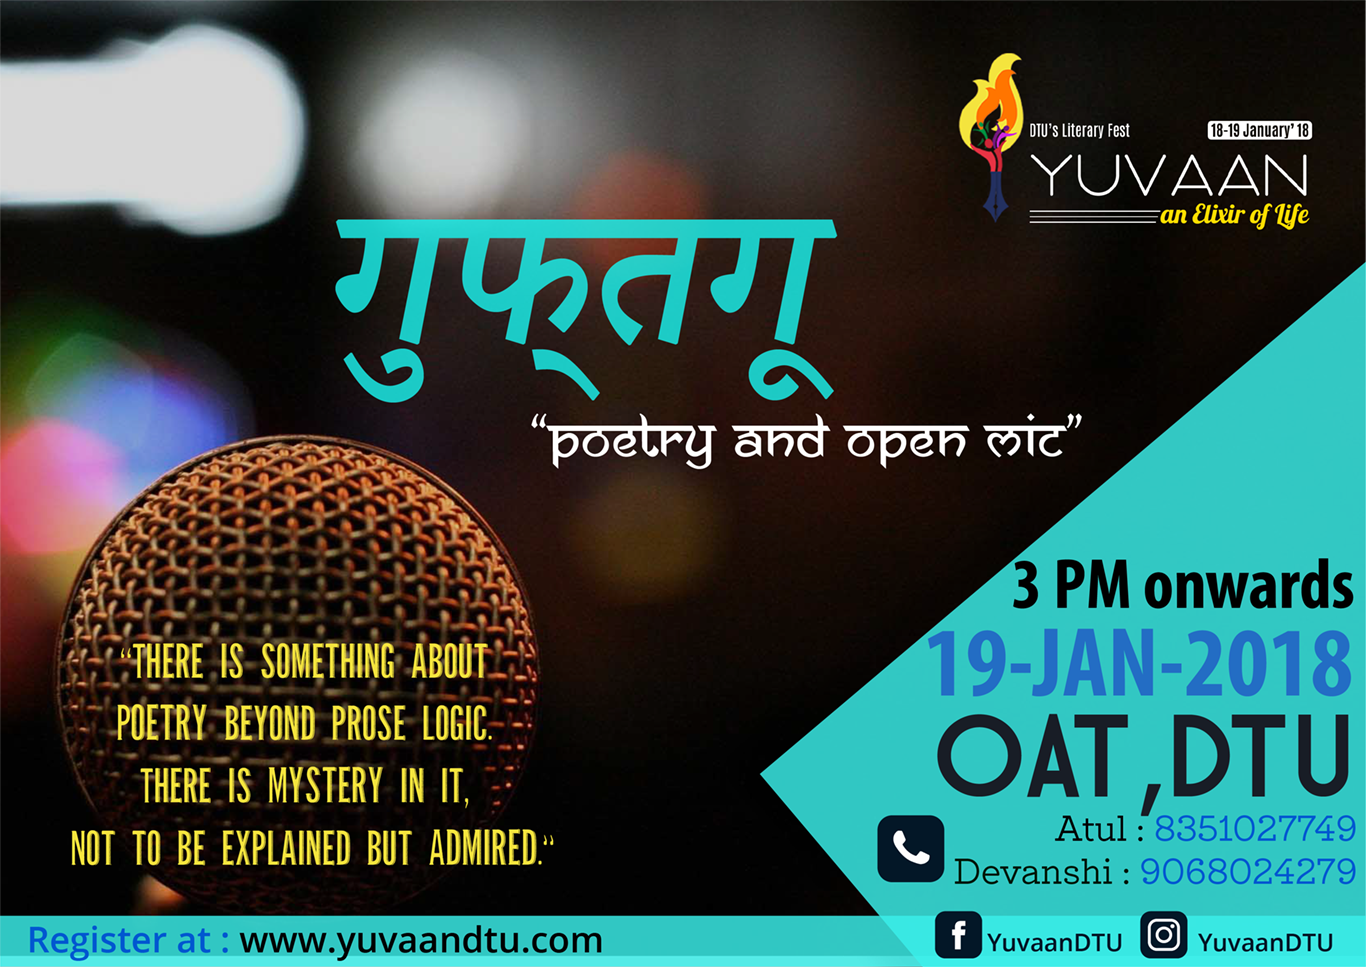 DTU's Literary Fest
18-19 January' 18
YUVAAN
an Elixir of Life
गुफ्तगू
“Poetry and open mic”
“THERE IS SOMETHING ABOUT
POETRY BEYOND PROSE LOGIC.
THERE IS MYSTERY IN IT,
NOT TO BE EXPLAINED BUT ADMIRED.“
3 PM onwards
19-JAN-2018
OAT ,DTU
Atul : 8351027749
Devanshi : 9068024279
Register at : www.yuvaandtu.com
YuvaanDTU
YuvaanDTU